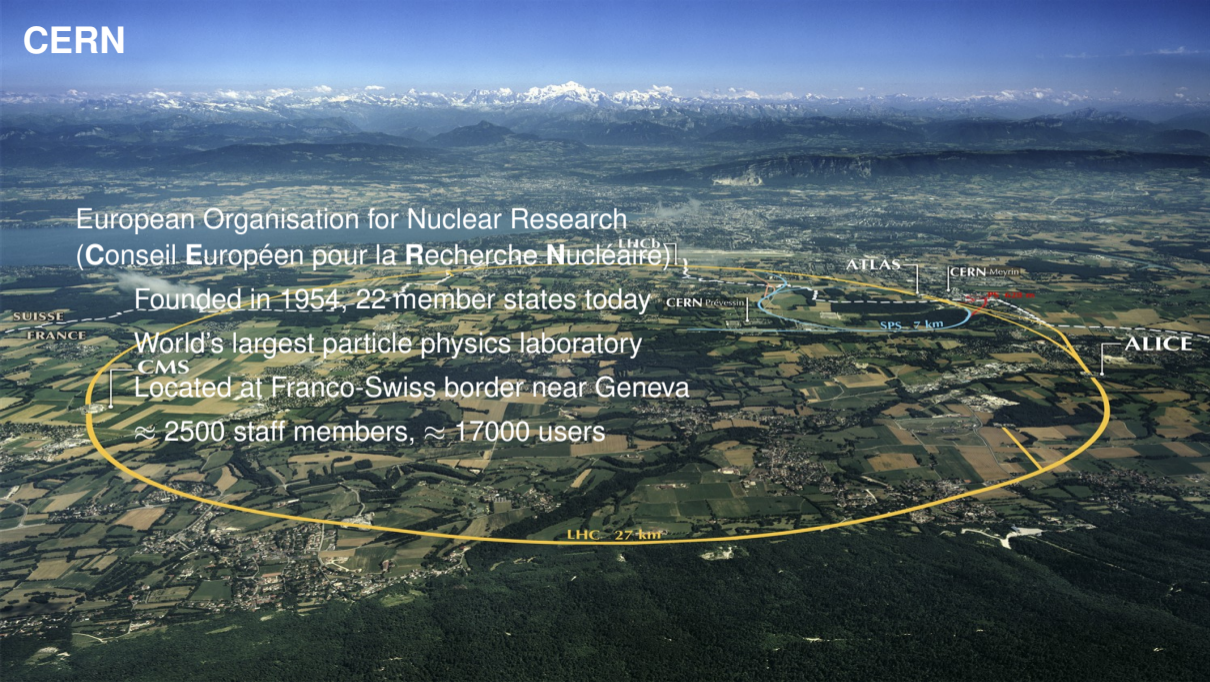 CERN
European Organisation for Nuclear Research
(Conseil Européen pour la Recherche Nucléaire)
LHCb
ATLAS
CERN Meyrin
Founded in 1954, 22 member states today
CERN Prévessin
SUISSE
FRANCE
SPS 7 km
World's largest particle physics laboratory
ALICE
CMS
Located at Franco-Swiss border near Geneva
≈ 2500 staff members, ≈ 17000 users
LHC 27 km